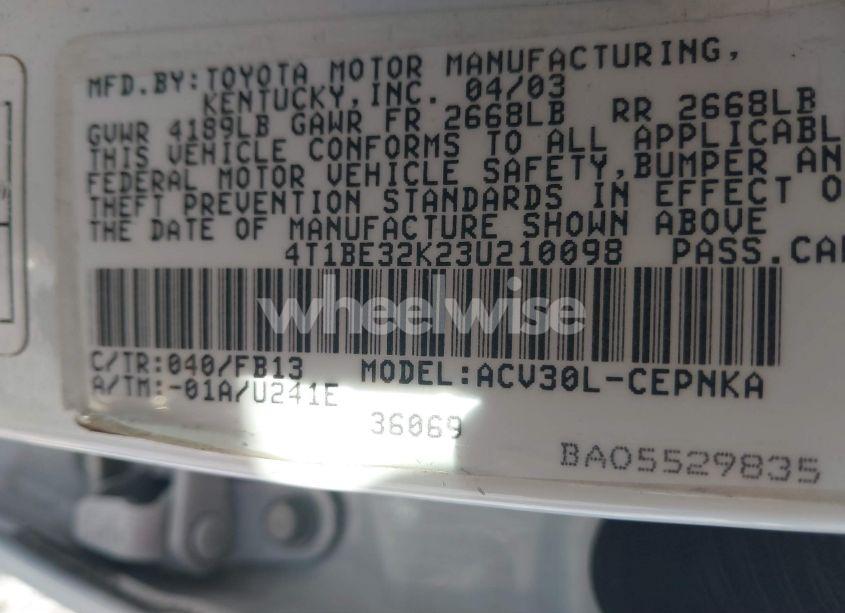 MFD.BY:TOYOTA MOTOR MANUFACTURING,
KENTUCKY,INC. 04/03
GVWR 4189LB GAWR FR 2668LB RR 2668LB
THIS VEHICLE CONFORMS TO ALL APPLICABL
FEDERAL MOTOR VEHICLE SAFETY,BUMPER AN
THEFT PREVENTION STANDARDS IN EFFECT O
THE DATE OF MANUFACTURE SHOWN ABOVE
4T1BE32K23U210098 PASS.CAR
wheelwise
C/TR:040/FB13 MODEL:ACV30L-CEPNKA
A/TM:-01A/U241E
36069
BA05529835